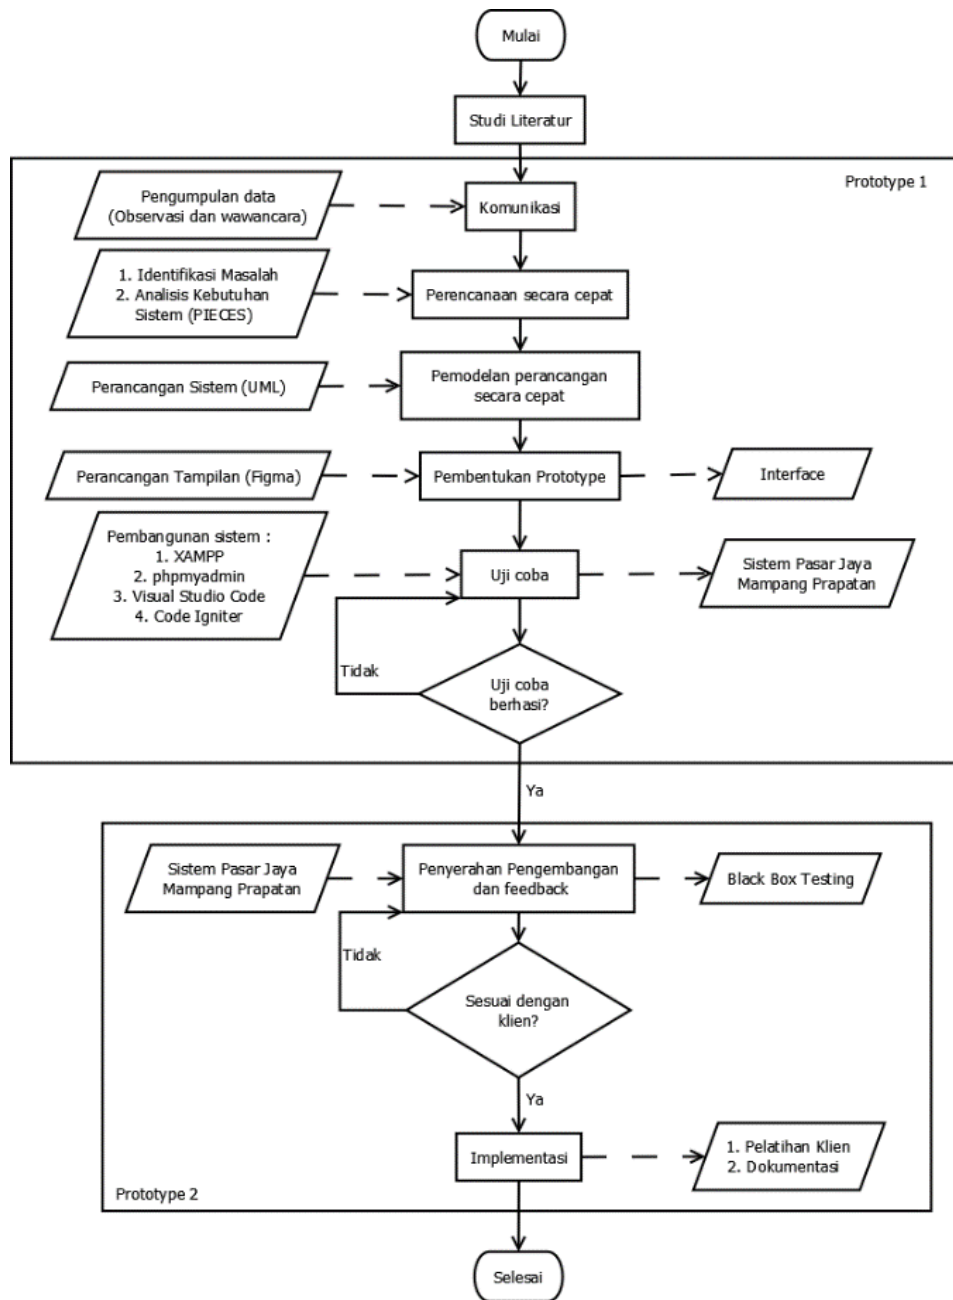 Mulai
Studi Literatur
Prototype 1
Pengumpulan data
(Observasi dan wawancara)
Komunikasi
1. Identifikasi Masalah
2. Analisis Kebutuhan
Sistem (PIECES)
Perencanaan secara cepat
Perancangan Sistem (UML)
Pemodelan perancangan
secara cepat
Perancangan Tampilan (Figma)
Pembentukan Prototype
Interface
Pembangunan sistem :
1. XAMPP
2. phpmyadmin
3. Visual Studio Code
4. Code Igniter
Uji coba
Sistem Pasar Jaya
Mampang Prapatan
Tidak
Uji coba
berhasi?
Ya
Sistem Pasar Jaya
Mampang Prapatan
Penyerahan Pengembangan
dan feedback
Black Box Testing
Tidak
Sesuai dengan
klien?
Ya
Implementasi
1. Pelatihan Klien
2. Dokumentasi
Prototype 2
Selesai